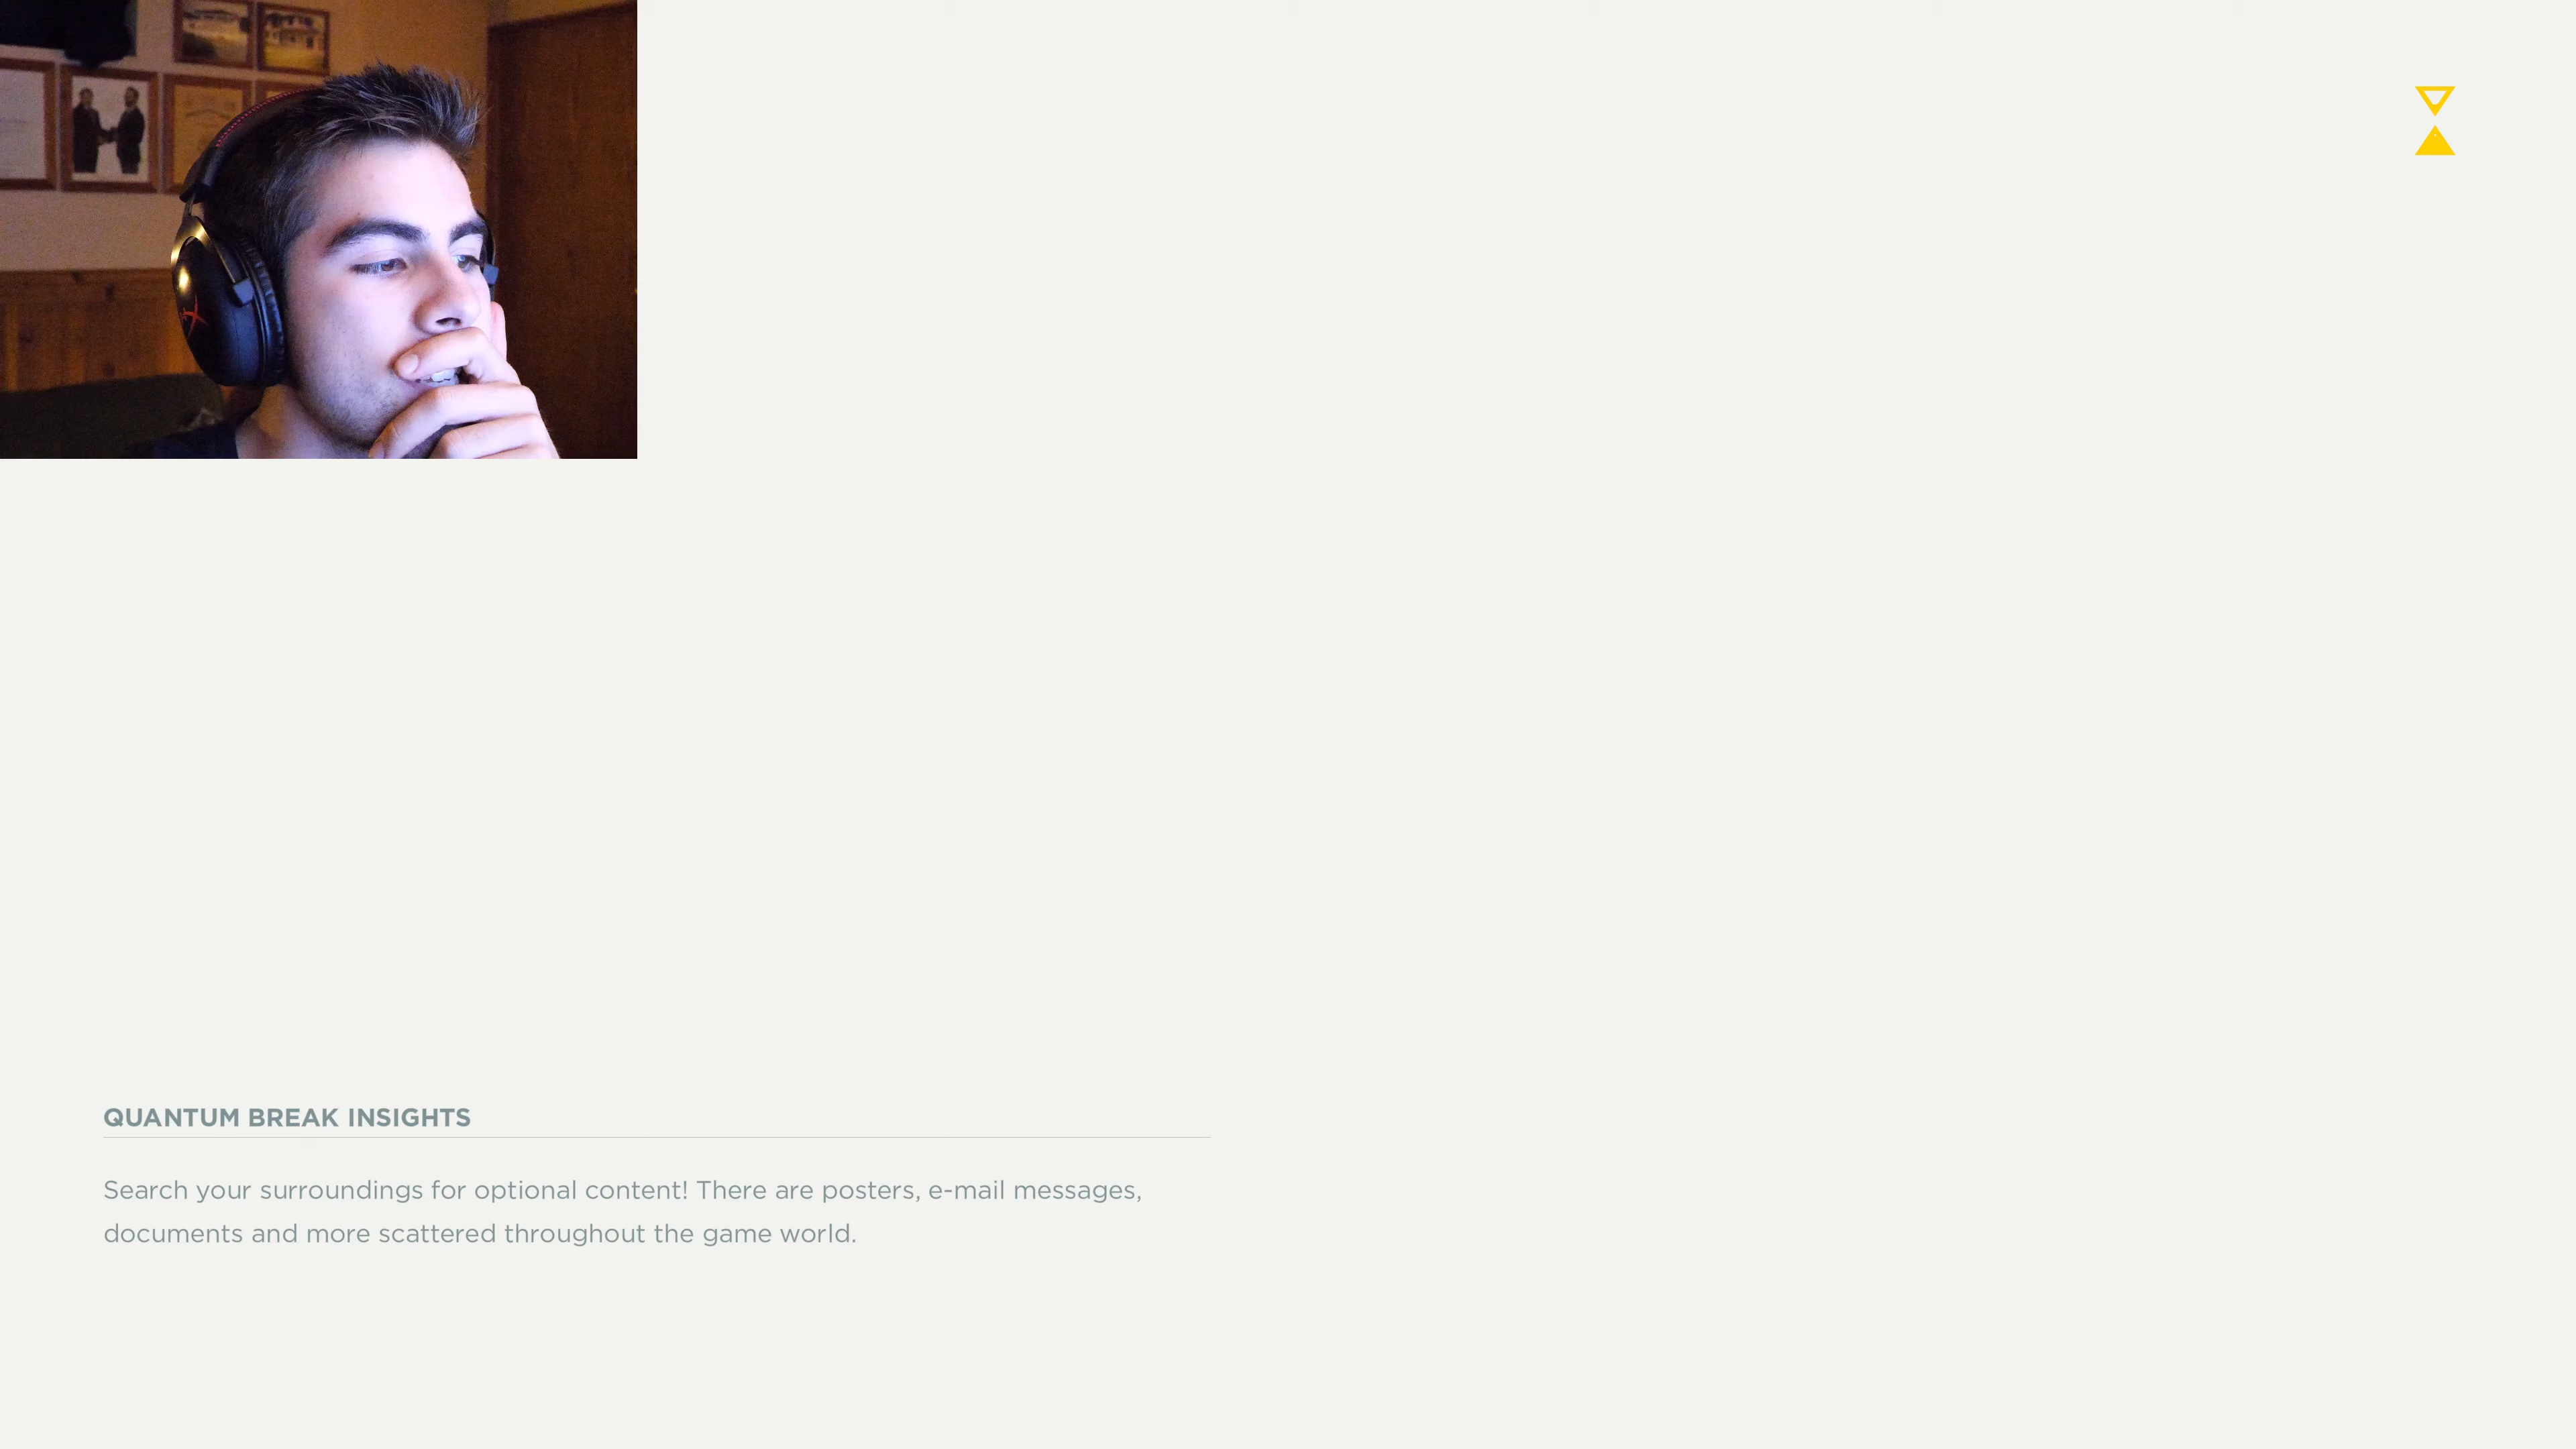 QUANTUM BREAK INSIGHTS
Search your surroundings for optional content! There are posters, e-mail messages,
documents and more scattered throughout the game world.